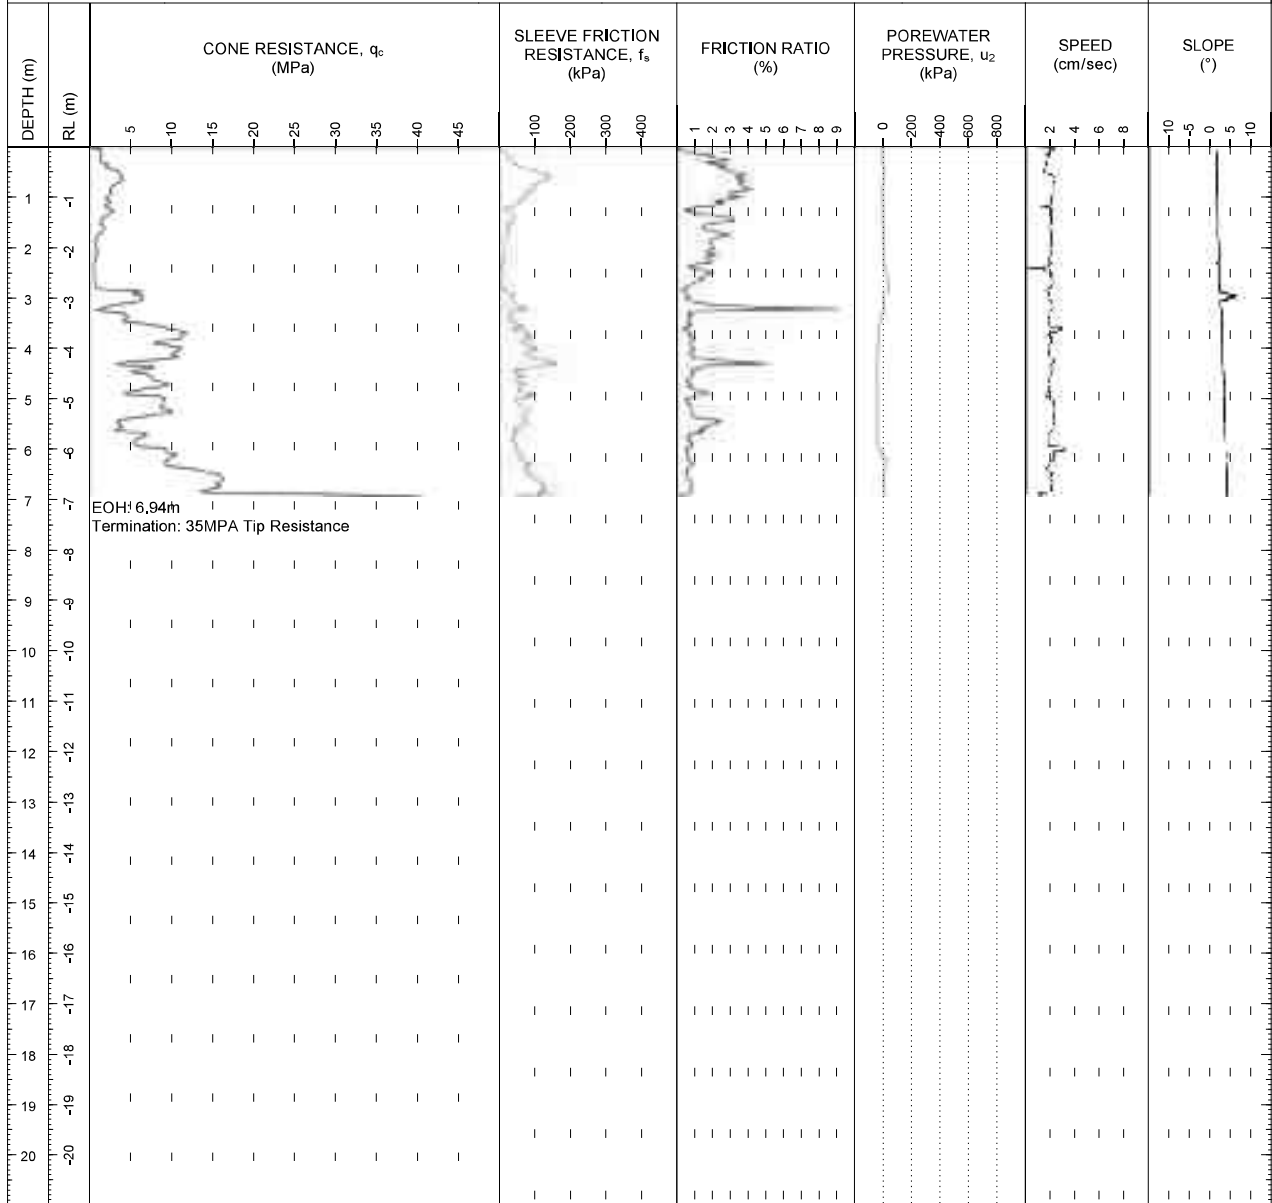 DEPTH (m)
RL (m)
CONE RESISTANCE, qc
(MPa)
SLEEVE FRICTION
RESISTANCE, fs
(kPa)
FRICTION RATIO
(%)
POREWATER
PRESSURE, u2
(kPa)
SPEED
(cm/sec)
SLOPE
(°)
5 10 15 20 25 30 35 40 45
100 200 300 400
1 2 3 4 5 6 7 8 9
0 200 400 600 800
2 4 6 8
-10 -5 0 5 10
1 -1
2 -2
3 -3
4 -4
5 -5
6 -6
7 -7
EOH: 6.94m
Termination: 35MPA Tip Resistance
8 -8
9 -9
10 -10
11 -11
12 -12
13 -13
14 -14
15 -15
16 -16
17 -17
18 -18
19 -19
20 -20